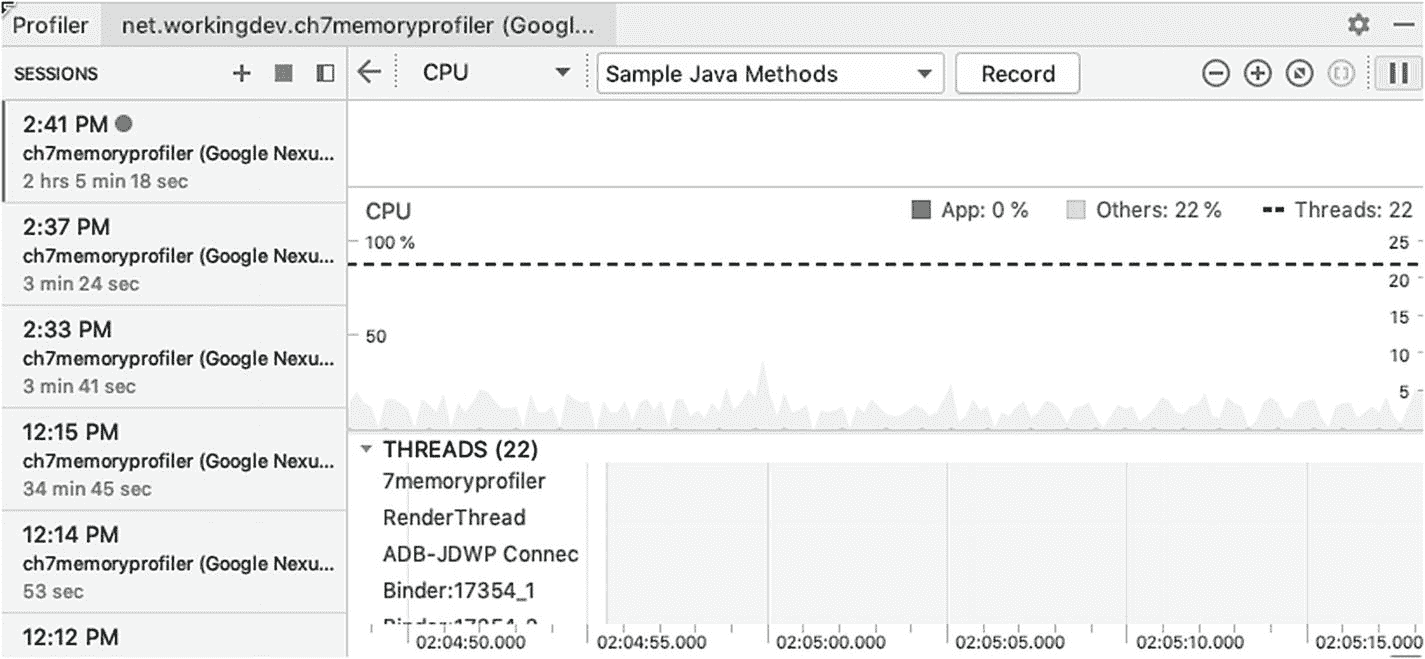 Profiler net.workingdev.ch7memoryprofiler (Googl...
SESSIONS
CPU Sample Java Methods Record
2:41 PM
ch7memoryprofiler (Google Nexu...
2 hrs 5 min 18 sec
2:37 PM
ch7memoryprofiler (Google Nexu...
3 min 24 sec
2:33 PM
ch7memoryprofiler (Google Nexu...
3 min 41 sec
12:15 PM
ch7memoryprofiler (Google Nexu...
34 min 45 sec
12:14 PM
ch7memoryprofiler (Google Nexu...
53 sec
12:12 PM
CPU App: 0 % Others: 22 % Threads: 22
100 % 25
20
15
50
10
5
THREADS (22)
7memoryprofiler
RenderThread
ADB-JDWP Connec
Binder:17354_1
02:04:50.000 02:04:55.000 02:05:00.000 02:05:05.000 02:05:10.000 02:05:15.000